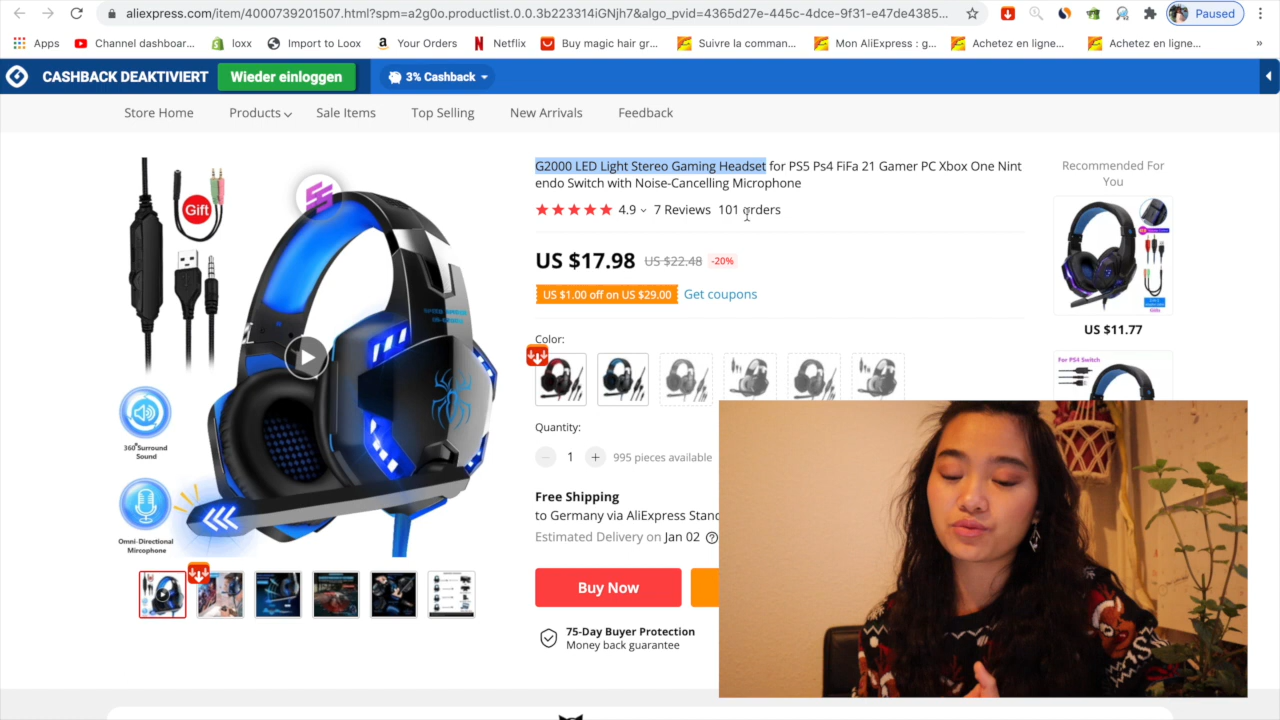 aliexpress.com/item/4000739201507.html?spm=a2g0o.productlist.0.0.3b223314iGNjh7&algo_pvid=4365d27e-445c-4dce-9f31-e47de4385...
Paused
Apps
Channel dashboar...
loxx
Import to Loox
Your Orders
Netflix
Buy magic hair gr...
Suivre la comman...
Mon AliExpress : g...
Achetez en ligne...
Achetez en ligne...
»
CASHBACK DEAKTIVIERT
Wieder einloggen
3% Cashback
Store Home
Products
Sale Items
Top Selling
New Arrivals
Feedback
G2000 LED Light Stereo Gaming Headset for PS5 Ps4 FiFa 21 Gamer PC Xbox One Nint
endo Switch with Noise-Cancelling Microphone
4.9
7 Reviews
101 orders
US $17.98
US $22.48
-20%
US $1.00 off on US $29.00
Get coupons
Color:
Quantity:
1
995 pieces available
Free Shipping
to Germany via AliExpress Stand
Estimated Delivery on Jan 02
Buy Now
75-Day Buyer Protection
Money back guarantee
Gift
360°Surround
Sound
Omni-Directional
Mircrophone
Recommended For
You
US $11.77
For PS4 Switch